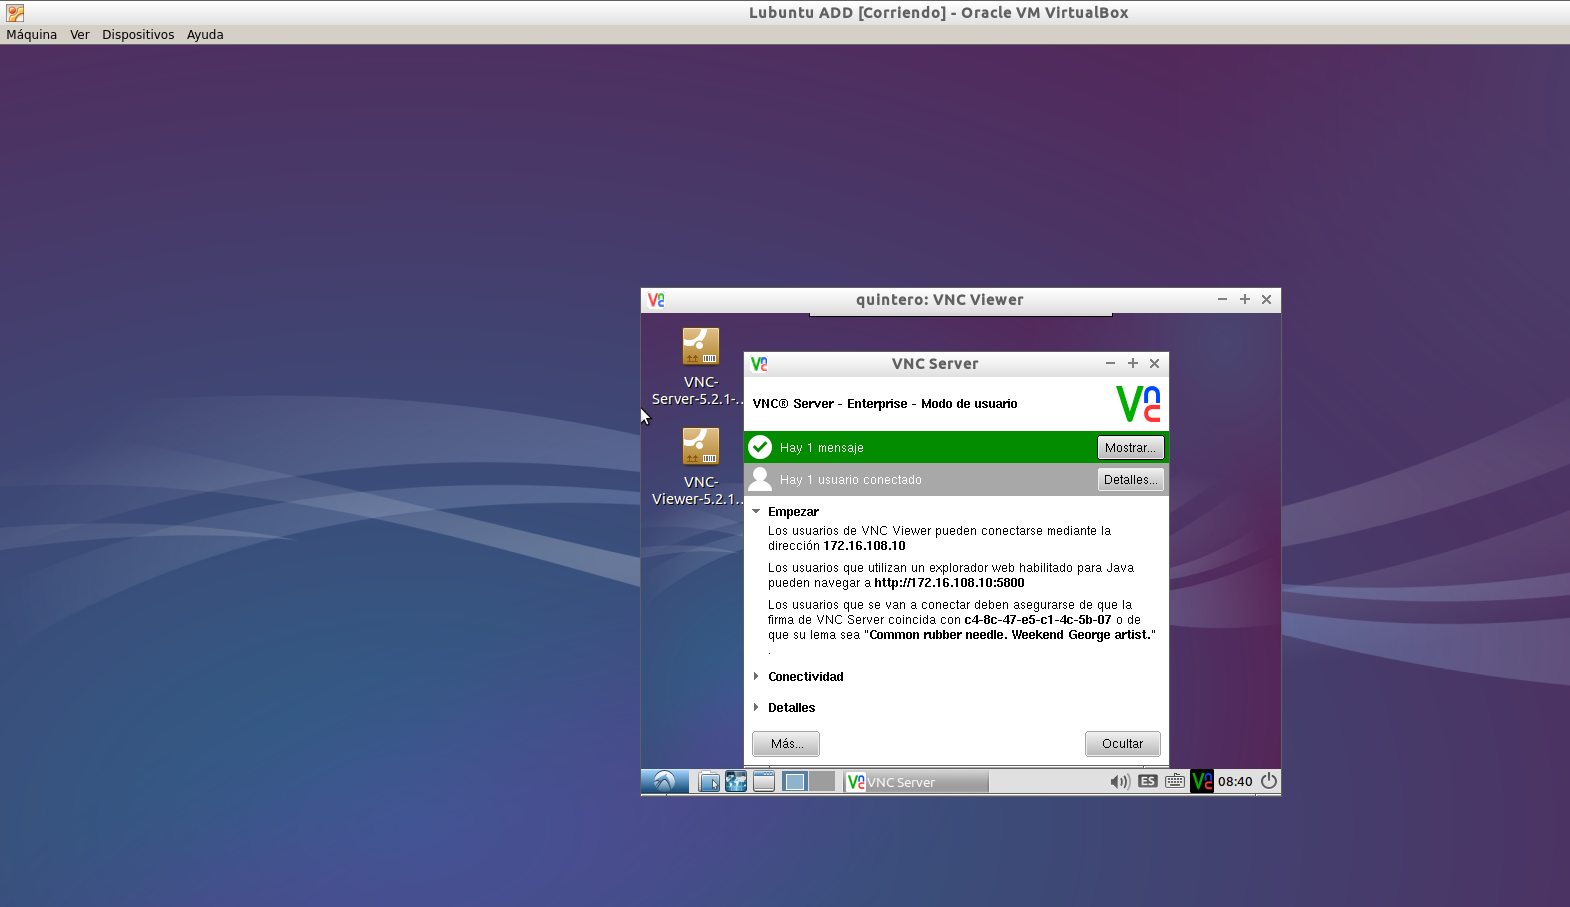 Lubuntu ADD [Corriendo] - Oracle VM VirtualBox
Máquina Ver Dispositivos Ayuda
quintero: VNC Viewer
VNC-
Server-5.2.1-...
VNC-
Viewer-5.2.1...
VNC Server
VNC® Server - Enterprise - Modo de usuario
Hay 1 mensaje
Mostrar...
Hay 1 usuario conectado
Detalles...
Empezar
Los usuarios de VNC Viewer pueden conectarse mediante la
dirección 172.16.108.10
Los usuarios que utilizan un explorador web habilitado para Java
pueden navegar a http://172.16.108.10:5800
Los usuarios que se van a conectar deben asegurarse de que la
firma de VNC Server coincida con c4-8c-47-e5-c1-4c-5b-07 o de
que su lema sea "Common rubber needle. Weekend George artist."
.
Conectividad
Detalles
Más...
Ocultar
VNC Server
ES
08:40